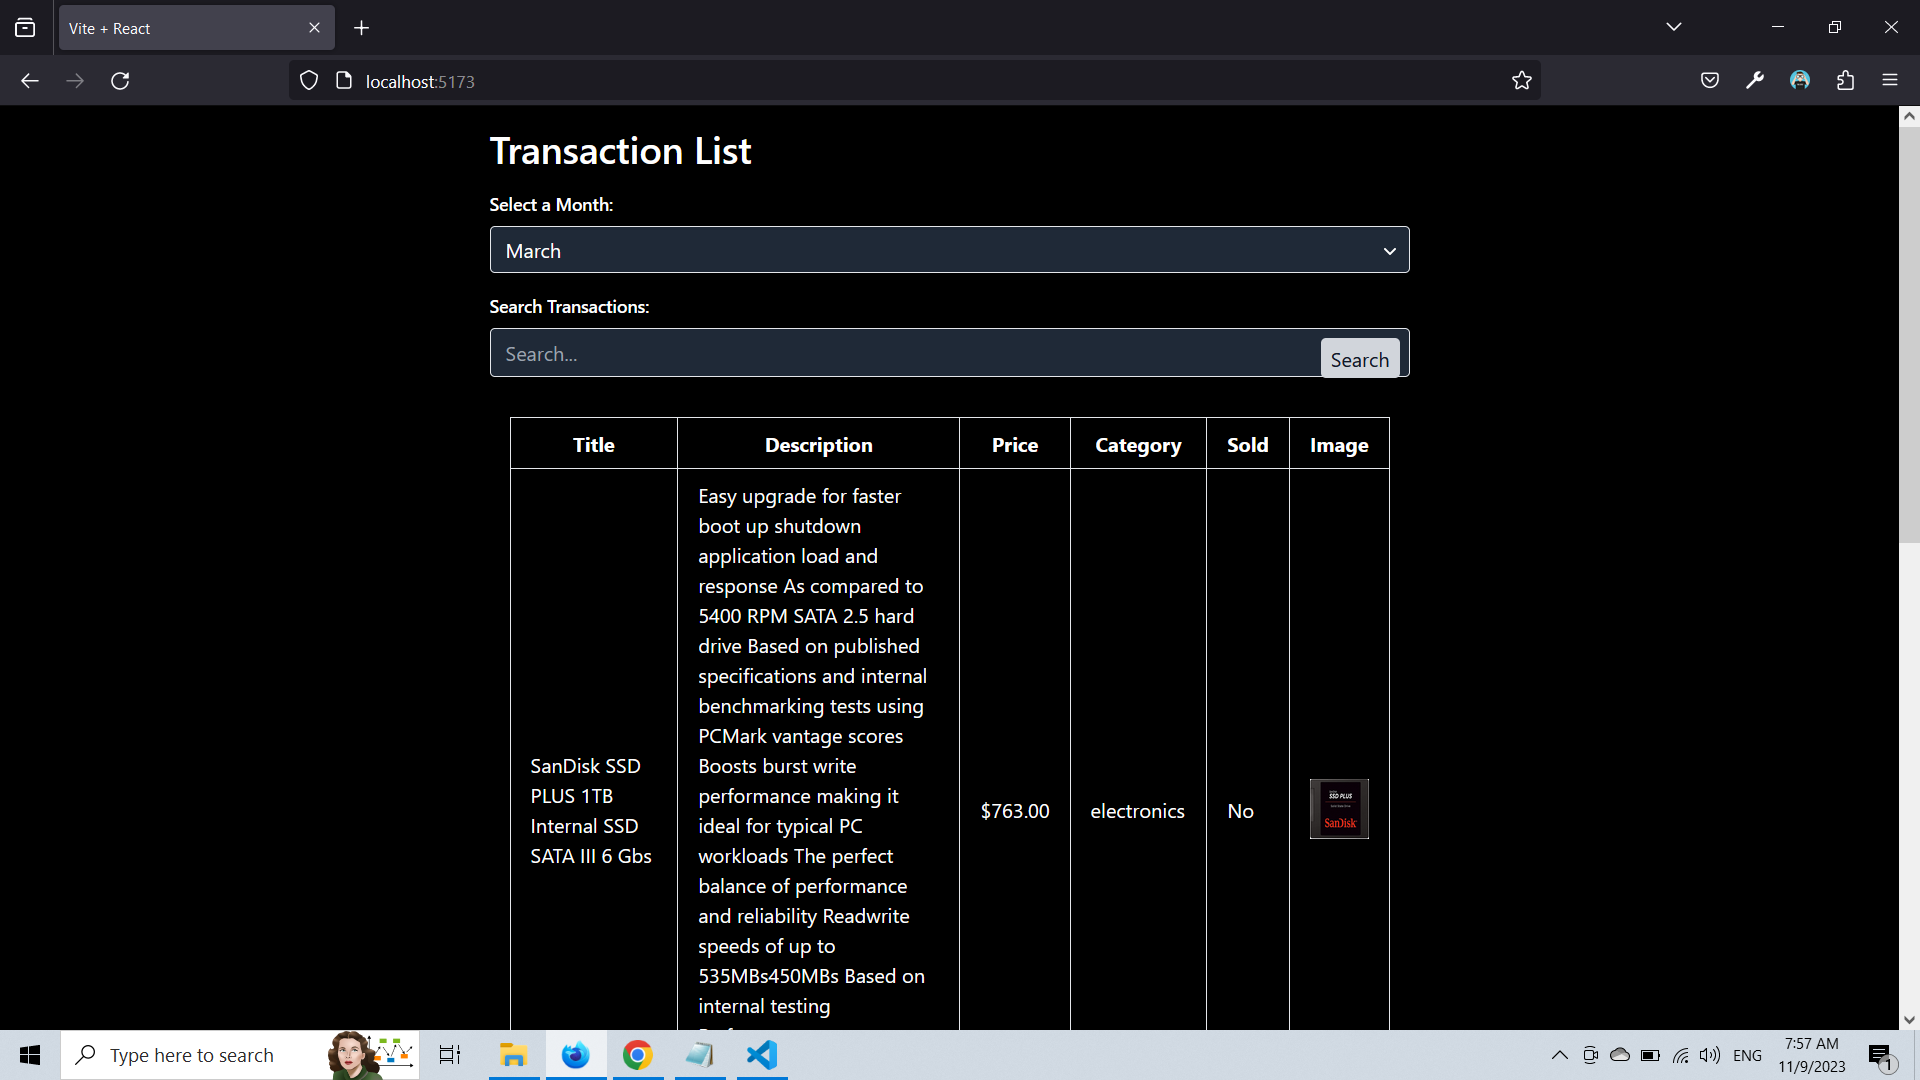 Vite + React
localhost:5173
Transaction List
Select a Month:
March
Search Transactions:
Search...
Search
Title Description Price Category Sold Image
SanDisk SSD
PLUS 1TB
Internal SSD
SATA III 6 Gbs
Easy upgrade for faster
boot up shutdown
application load and
response As compared to
5400 RPM SATA 2.5 hard
drive Based on published
specifications and internal
benchmarking tests using
PCMark vantage scores
Boosts burst write
performance making it
ideal for typical PC
workloads The perfect
balance of performance
and reliability Readwrite
speeds of up to
535MBs450MBs Based on
internal testing
$763.00
electronics
No
SSD PLUS
SanDisk
Type here to search
ENG
7:57 AM
11/9/2023
1